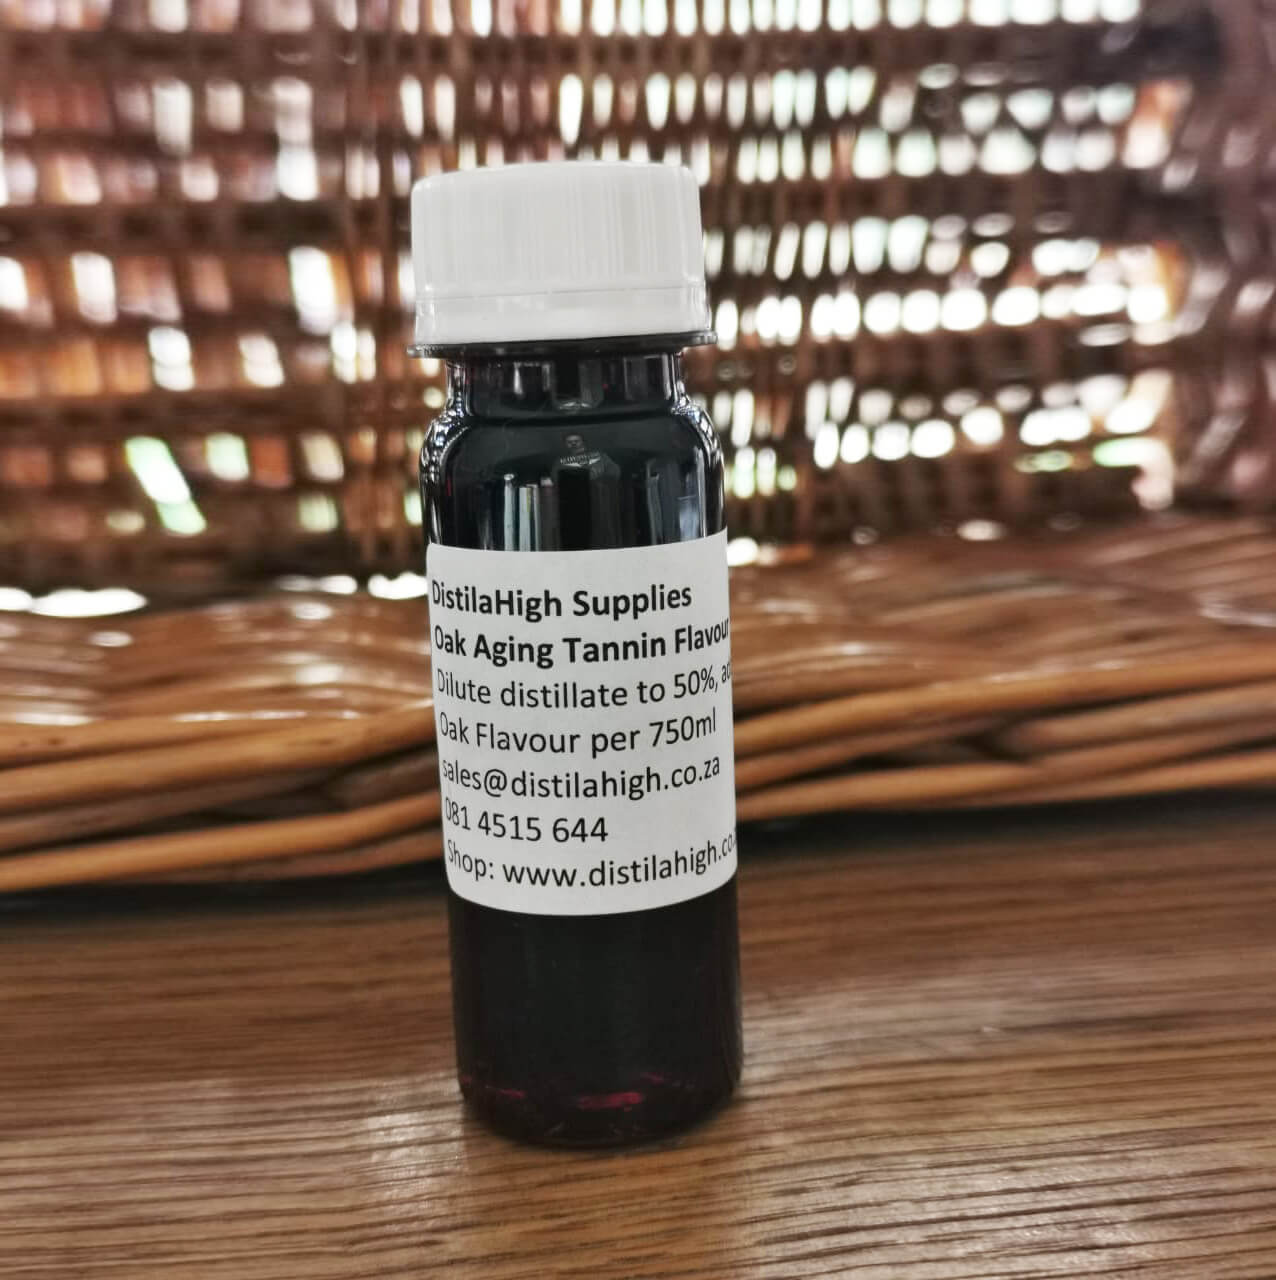 DistilaHigh Supplies
Oak Aging Tannin Flavour
Dilute distillate to 50%,
Oak Flavour per 750ml
sales@distilahigh.co.za
081 4515 644
Shop: www.distilahigh.co.